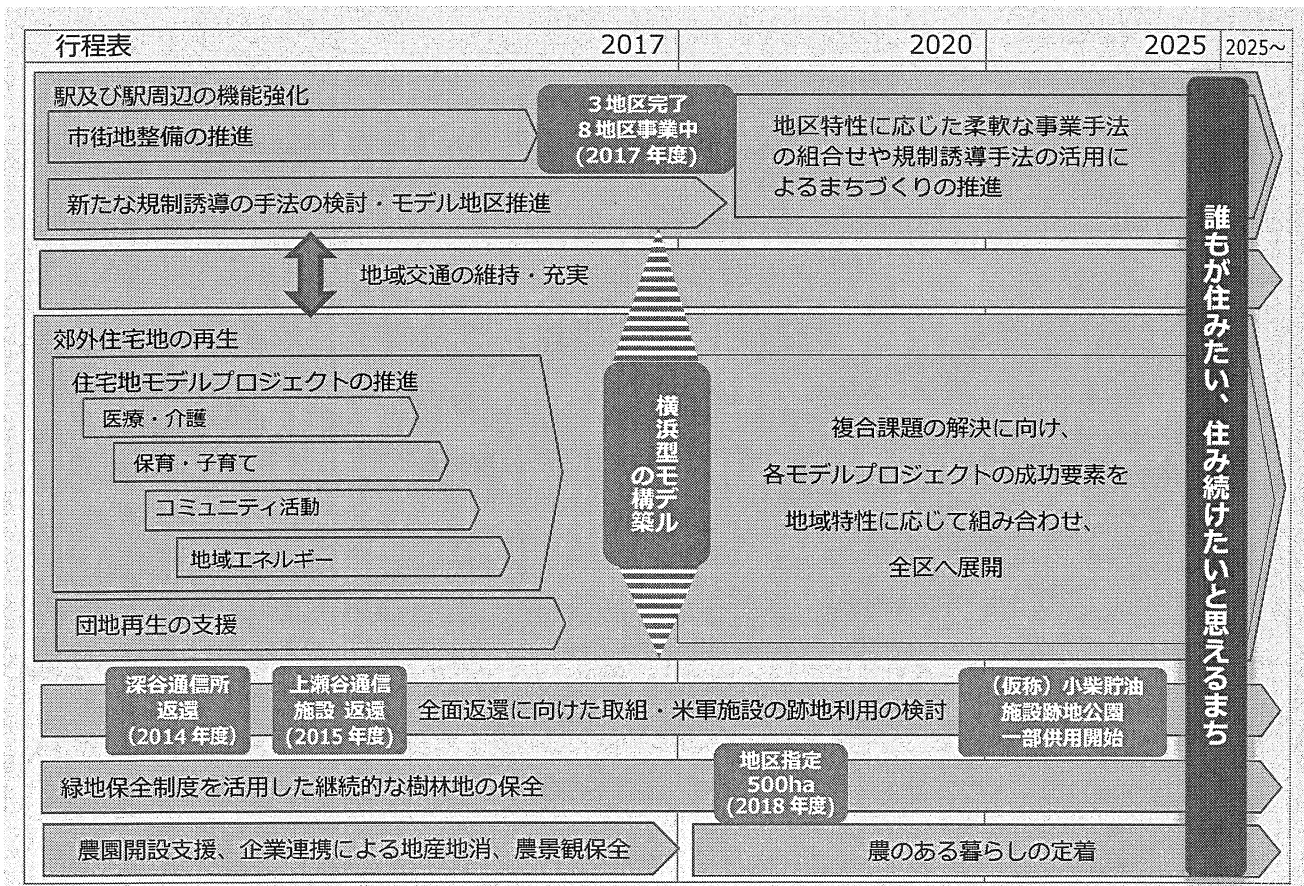 行程表
2017
2020
2025
2025～
駅及び駅周辺の機能強化
市街地整備の推進
3地区完了
8地区事業中
(2017年度)
地区特性に応じた柔軟な事業手法
の組合せや規制誘導手法の活用に
よるまちづくりの推進
新たな規制誘導の手法の検討・モデル地区推進
地域交通の維持・充実
郊外住宅地の再生
住宅地モデルプロジェクトの推進
医療・介護
保育・子育て
コミュニティ活動
地域エネルギー
団地再生の支援
横浜型モデル
の構築
複合課題の解決に向け、
各モデルプロジェクトの成功要素を
地域特性に応じて組み合わせ、
全区へ展開
誰もが住みたい、住み続けたいと思えるまち
深谷通信所
返還
(2014年度)
上瀬谷通信
施設 返還
(2015年度)
全面返還に向けた取組・米軍施設の跡地利用の検討
(仮称)小柴貯油
施設跡地公園
一部供用開始
緑地保全制度を活用した継続的な樹林地の保全
地区指定
500ha
(2018年度)
農園開設支援、企業連携による地産地消、農景観保全
農のある暮らしの定着